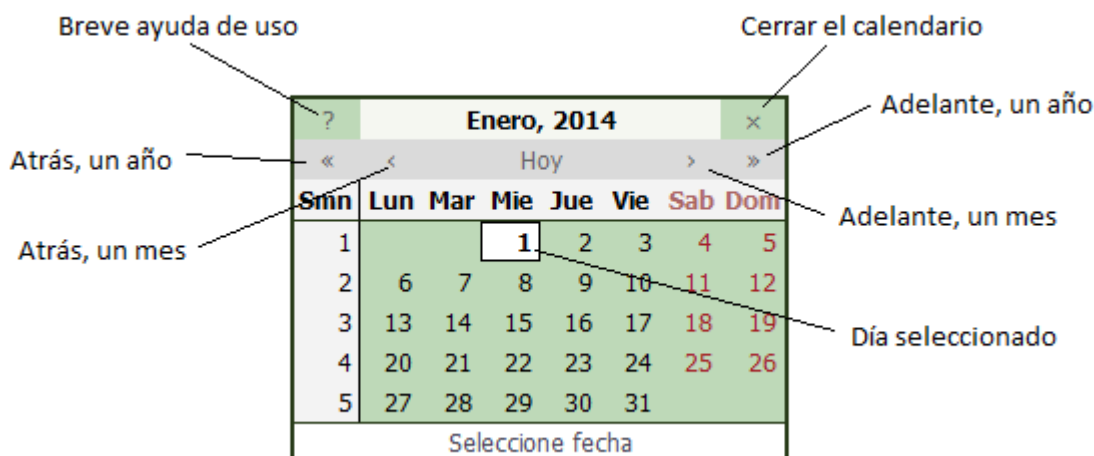 Breve ayuda de uso
Cerrar el calendario
? Enero, 2014 ×
Adelante, un año
Atrás, un año
« ‹ Hoy › »
Smn Lun Mar Mie Jue Vie Sab Dom
Adelante, un mes
Atrás, un mes
1 1 2 3 4 5
2 6 7 8 9 10 11 12
3 13 14 15 16 17 18 19
Día seleccionado
4 20 21 22 23 24 25 26
5 27 28 29 30 31
Seleccione fecha